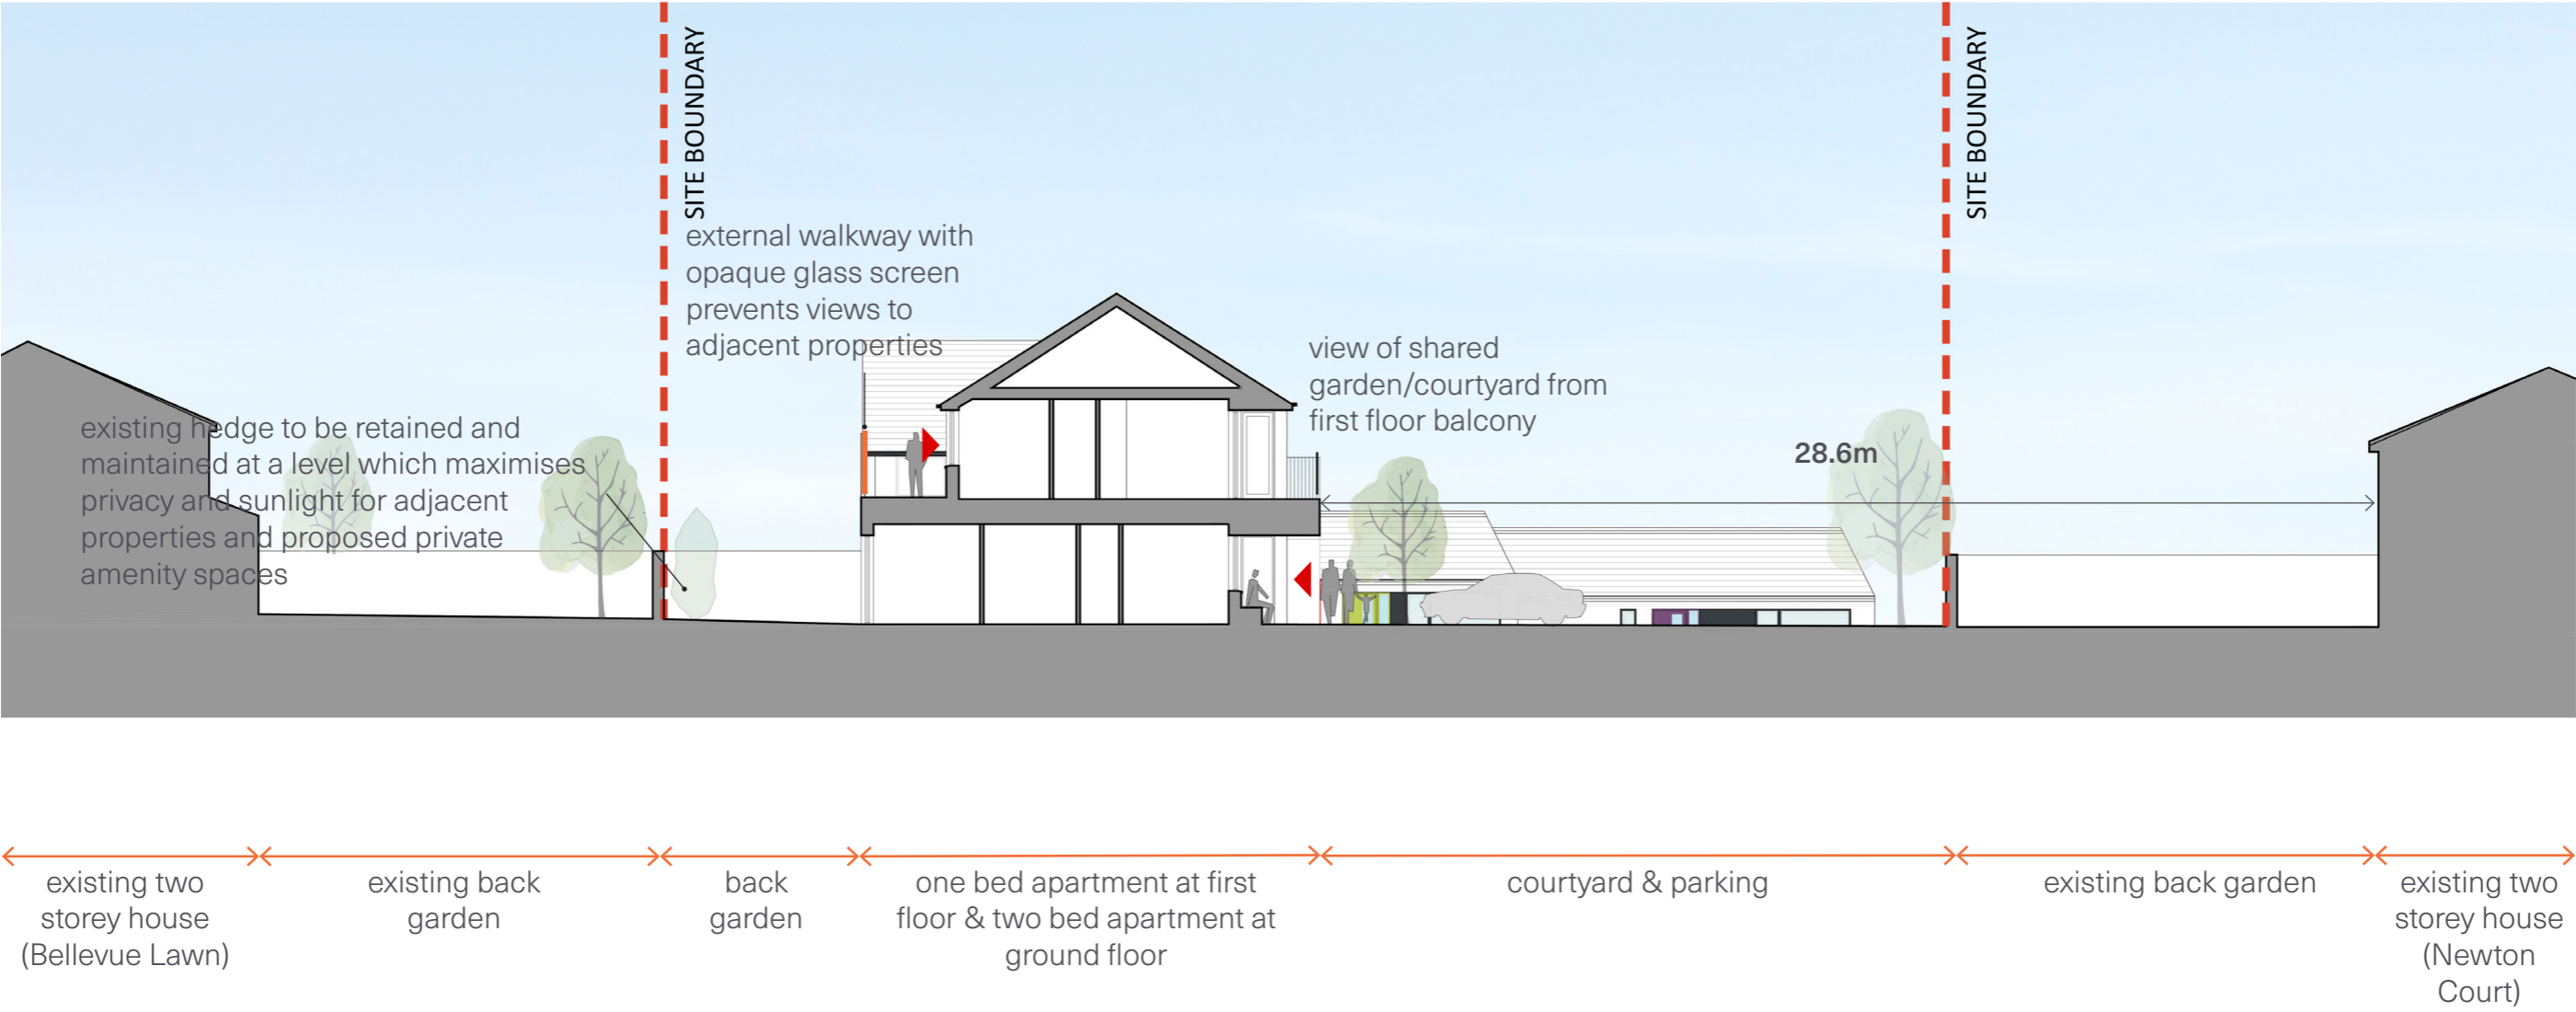 SITE BOUNDARY
SITE BOUNDARY
external walkway with
opaque glass screen
prevents views to
adjacent properties
view of shared
garden/courtyard from
first floor balcony
existing hedge to be retained and
maintained at a level which maximises
privacy and sunlight for adjacent
properties and proposed private
amenity spaces
28.6m
existing two
storey house
(Bellevue Lawn)
existing back
garden
back
garden
one bed apartment at first
floor & two bed apartment at
ground floor
courtyard & parking
existing back garden
existing two
storey house
(Newton
Court)